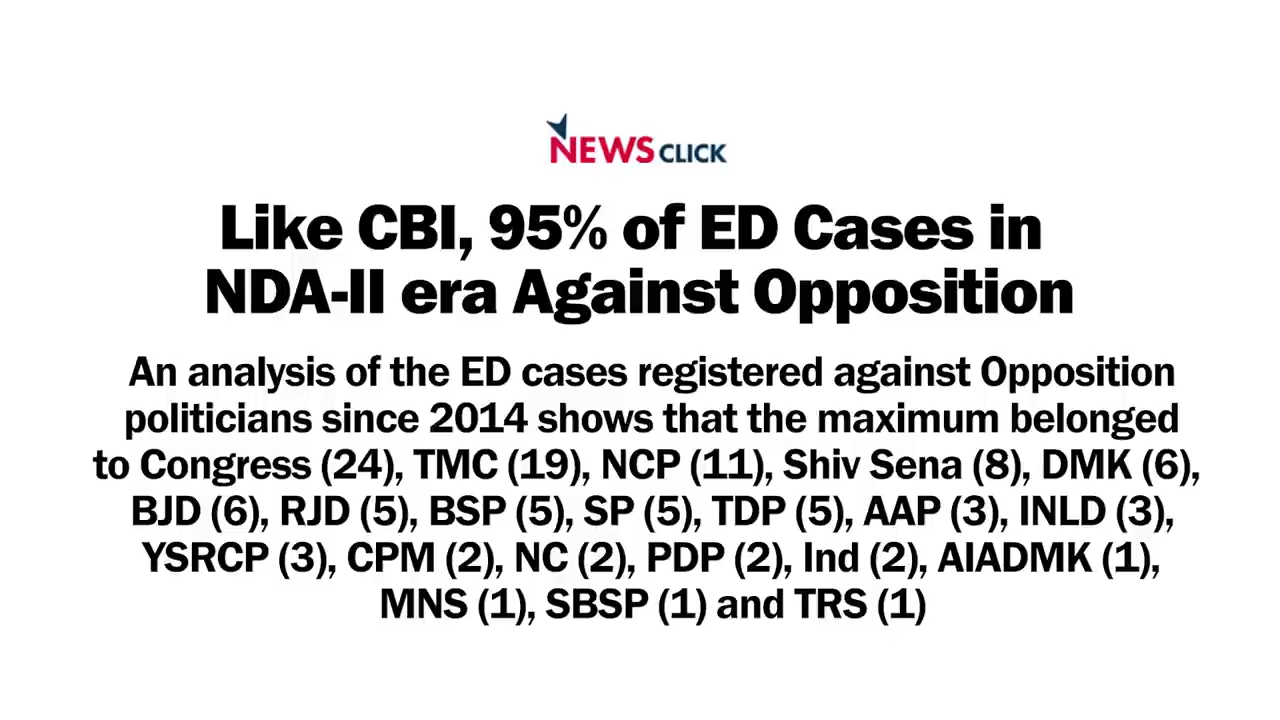 NEWSCLICK
Like CBI, 95% of ED Cases in
NDA-II era Against Opposition
An analysis of the ED cases registered against Opposition
politicians since 2014 shows that the maximum belonged
to Congress (24), TMC (19), NCP (11), Shiv Sena (8), DMK (6),
BJD (6), RJD (5), BSP (5), SP (5), TDP (5), AAP (3), INLD (3),
YSRCP (3), CPM (2), NC (2), PDP (2), Ind (2), AIADMK (1),
MNS (1), SBSP (1) and TRS (1)